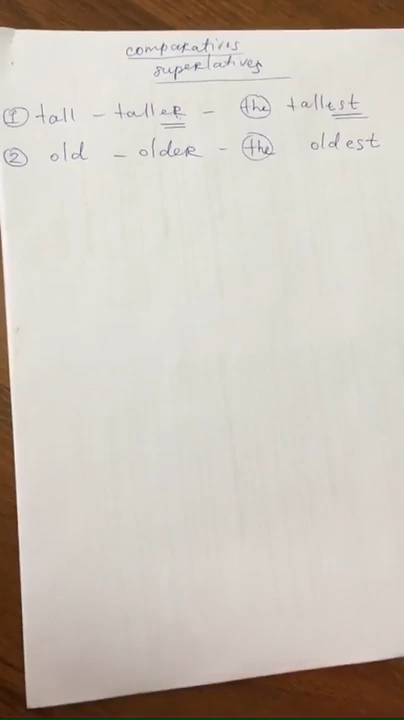 comparatives
superlatives
① tall - taller - the tallest
② old - older - the oldest